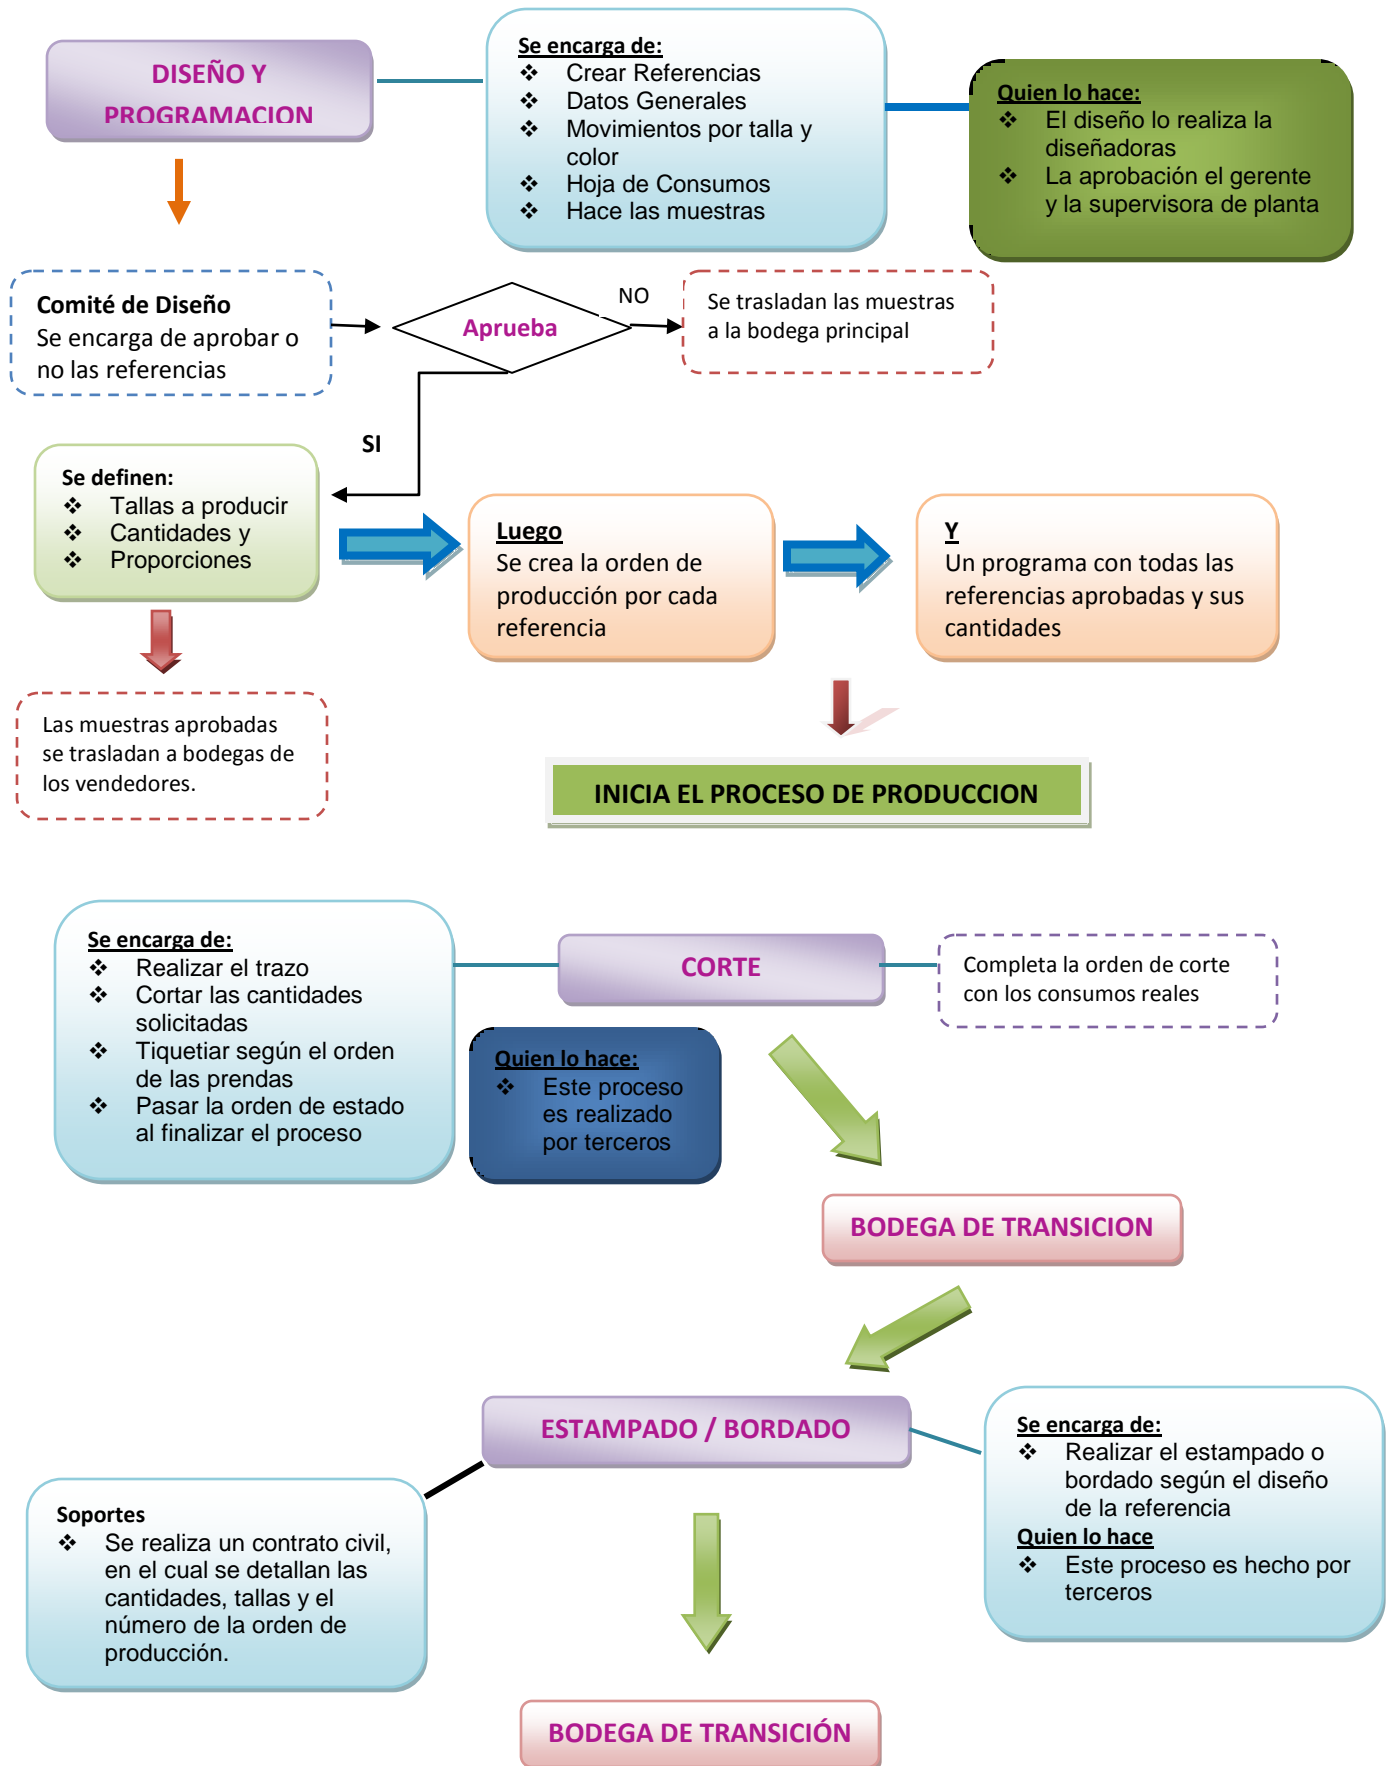 DISEÑO Y
PROGRAMACION
Se encarga de:
❖ Crear Referencias
❖ Datos Generales
❖ Movimientos por talla y
color
❖ Hoja de Consumos
❖ Hace las muestras
Quien lo hace:
❖ El diseño lo realiza la
diseñadoras
❖ La aprobación el gerente
y la supervisora de planta
Comité de Diseño
Se encarga de aprobar o
no las referencias
Aprueba
NO
Se trasladan las muestras
a la bodega principal
SI
Se definen:
❖ Tallas a producir
❖ Cantidades y
❖ Proporciones
Luego
Se crea la orden de
producción por cada
referencia
Y
Un programa con todas las
referencias aprobadas y sus
cantidades
Las muestras aprobadas
se trasladan a bodegas de
los vendedores.
INICIA EL PROCESO DE PRODUCCION
Se encarga de:
❖ Realizar el trazo
❖ Cortar las cantidades
solicitadas
❖ Tiquetiar según el orden
de las prendas
❖ Pasar la orden de estado
al finalizar el proceso
CORTE
Completa la orden de corte
con los consumos reales
Quien lo hace:
❖ Este proceso
es realizado
por terceros
BODEGA DE TRANSICION
ESTAMPADO / BORDADO
Se encarga de:
❖ Realizar el estampado o
bordado según el diseño
de la referencia
Quien lo hace
❖ Este proceso es hecho por
terceros
Soportes
❖ Se realiza un contrato civil,
en el cual se detallan las
cantidades, tallas y el
número de la orden de
producción.
BODEGA DE TRANSICIÓN